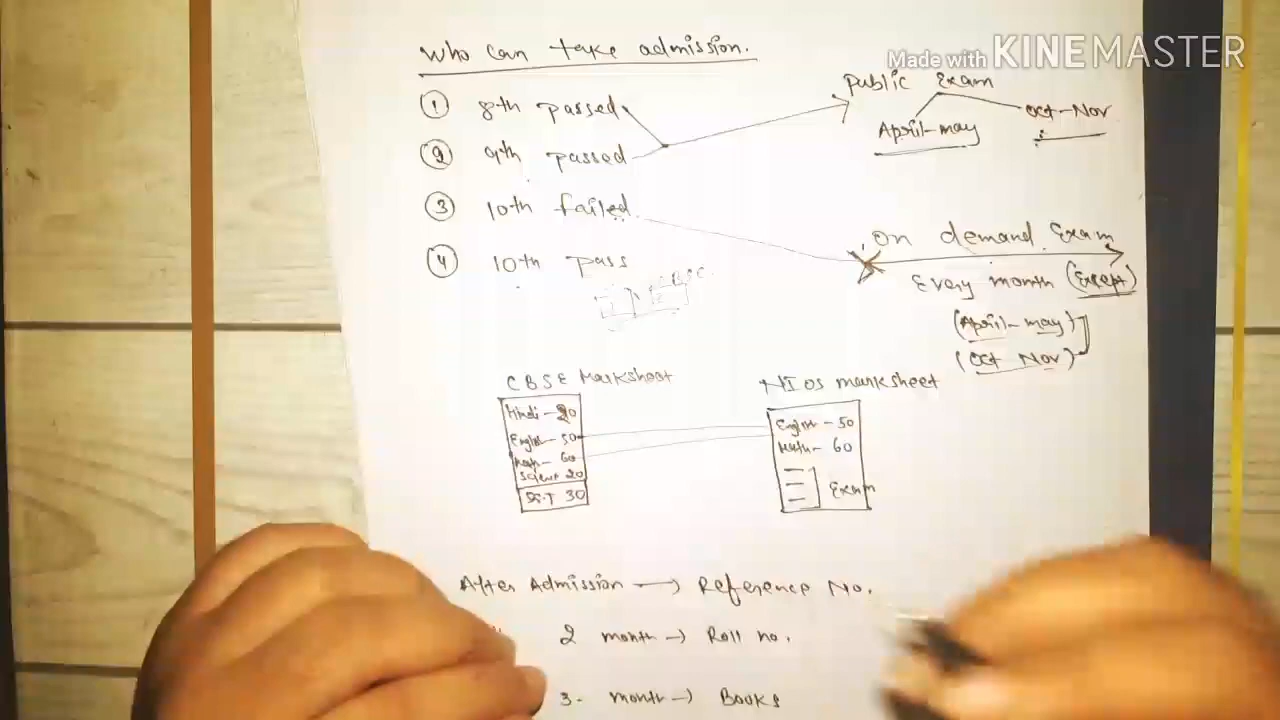 Made with KINEMASTER
Who can take admission.
① 8th passed
② 9th passed
③ 10th failed
④ 10th pass
Public Exam
April-may
Oct-Nov
On demand Exam
Every month (Except)
(April-may)
(Oct Nov)
CBSE Marksheet
Hindi-20
English-50
Math-60
Science 20
S.S.T 30
NIOS marksheet
English-50
Math-60
Exam
After Admission → Reference No.
2 month → Roll no.
3- month → Books